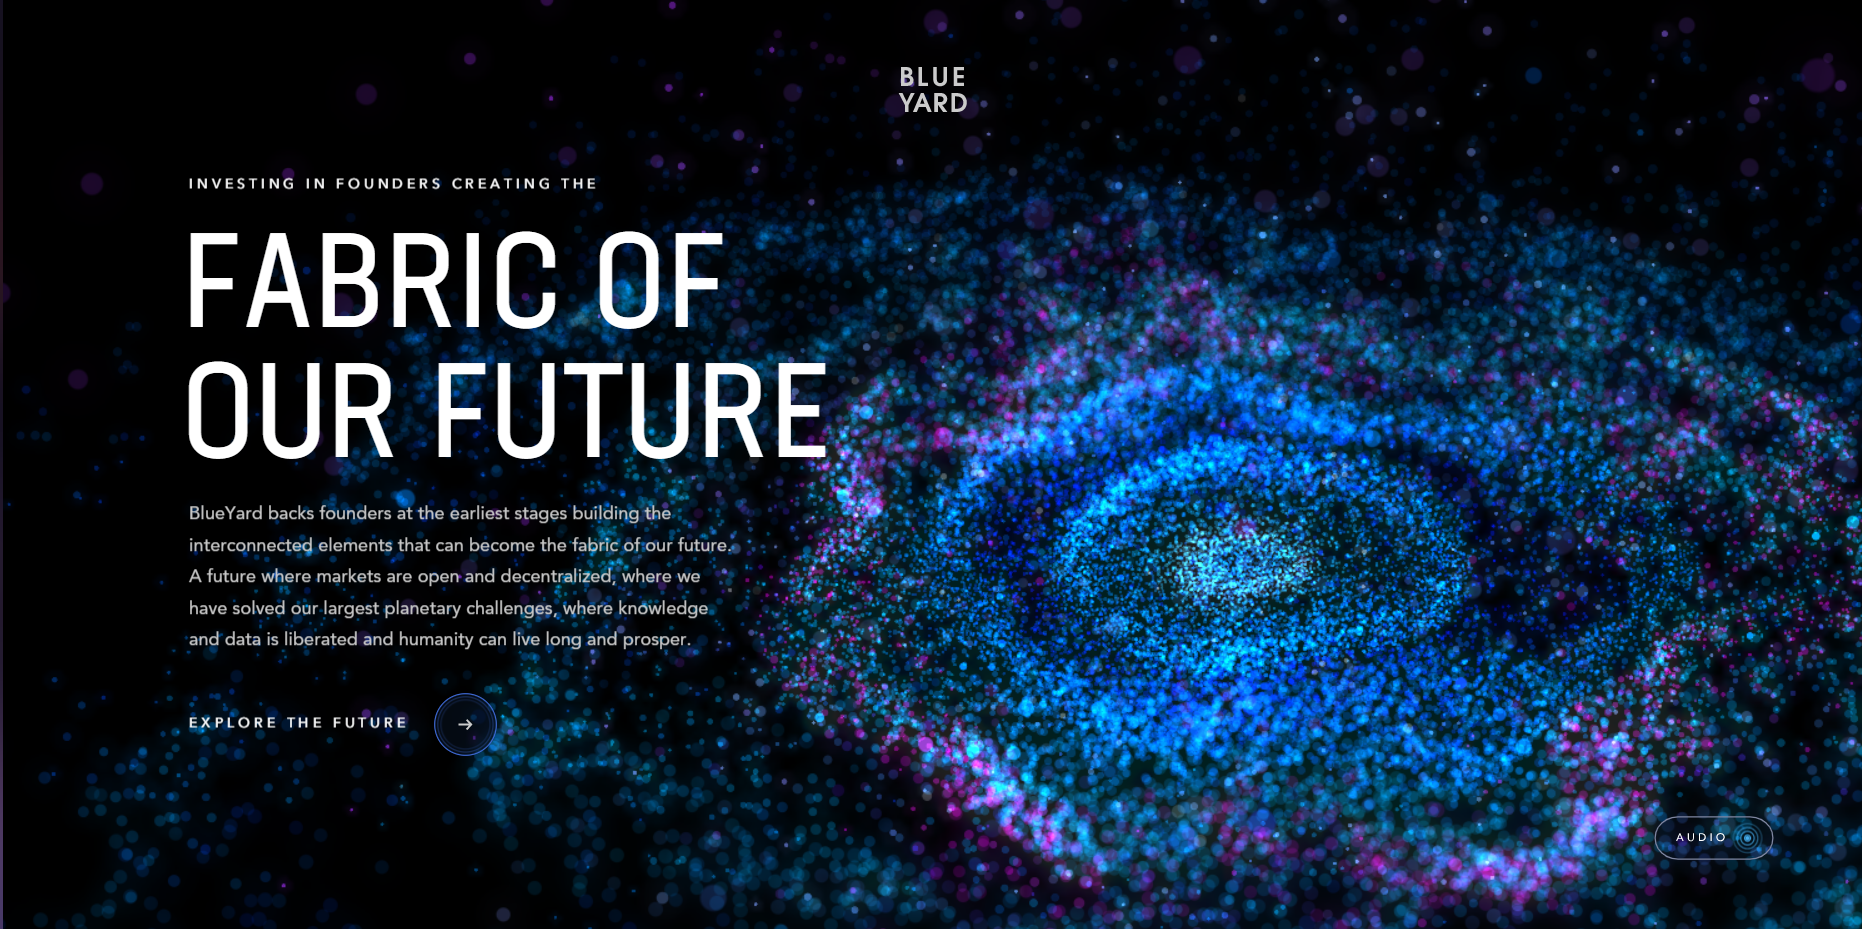 BLUE
YARD
INVESTING IN FOUNDERS CREATING THE
FABRIC OF
OUR FUTURE
BlueYard backs founders at the earliest stages building the
interconnected elements that can become the fabric of our future.
A future where markets are open and decentralized, where we
have solved our largest planetary challenges, where knowledge
and data is liberated and humanity can live long and prosper.
EXPLORE THE FUTURE
AUDIO